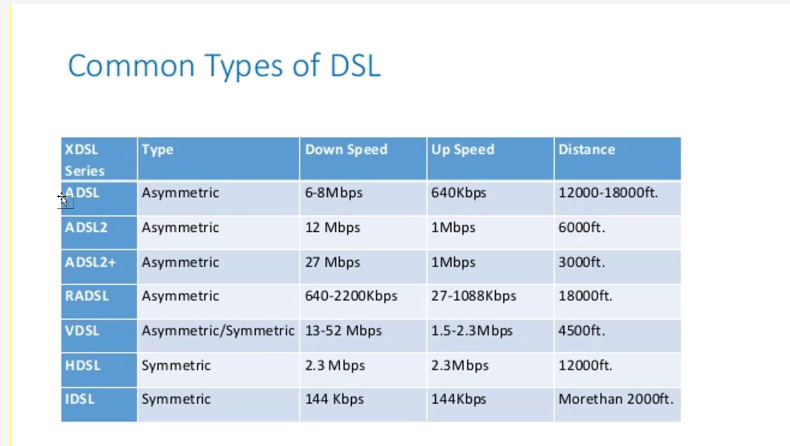 Common Types of DSL
XDSL Series Type Down Speed Up Speed Distance
ADSL Asymmetric 6-8Mbps 640Kbps 12000-18000ft.
ADSL2 Asymmetric 12 Mbps 1Mbps 6000ft.
ADSL2+ Asymmetric 27 Mbps 1Mbps 3000ft.
RADSL Asymmetric 640-2200Kbps 27-1088Kbps 18000ft.
VDSL Asymmetric/Symmetric 13-52 Mbps 1.5-2.3Mbps 4500ft.
HDSL Symmetric 2.3 Mbps 2.3Mbps 12000ft.
IDSL Symmetric 144 Kbps 144Kbps Morethan 2000ft.